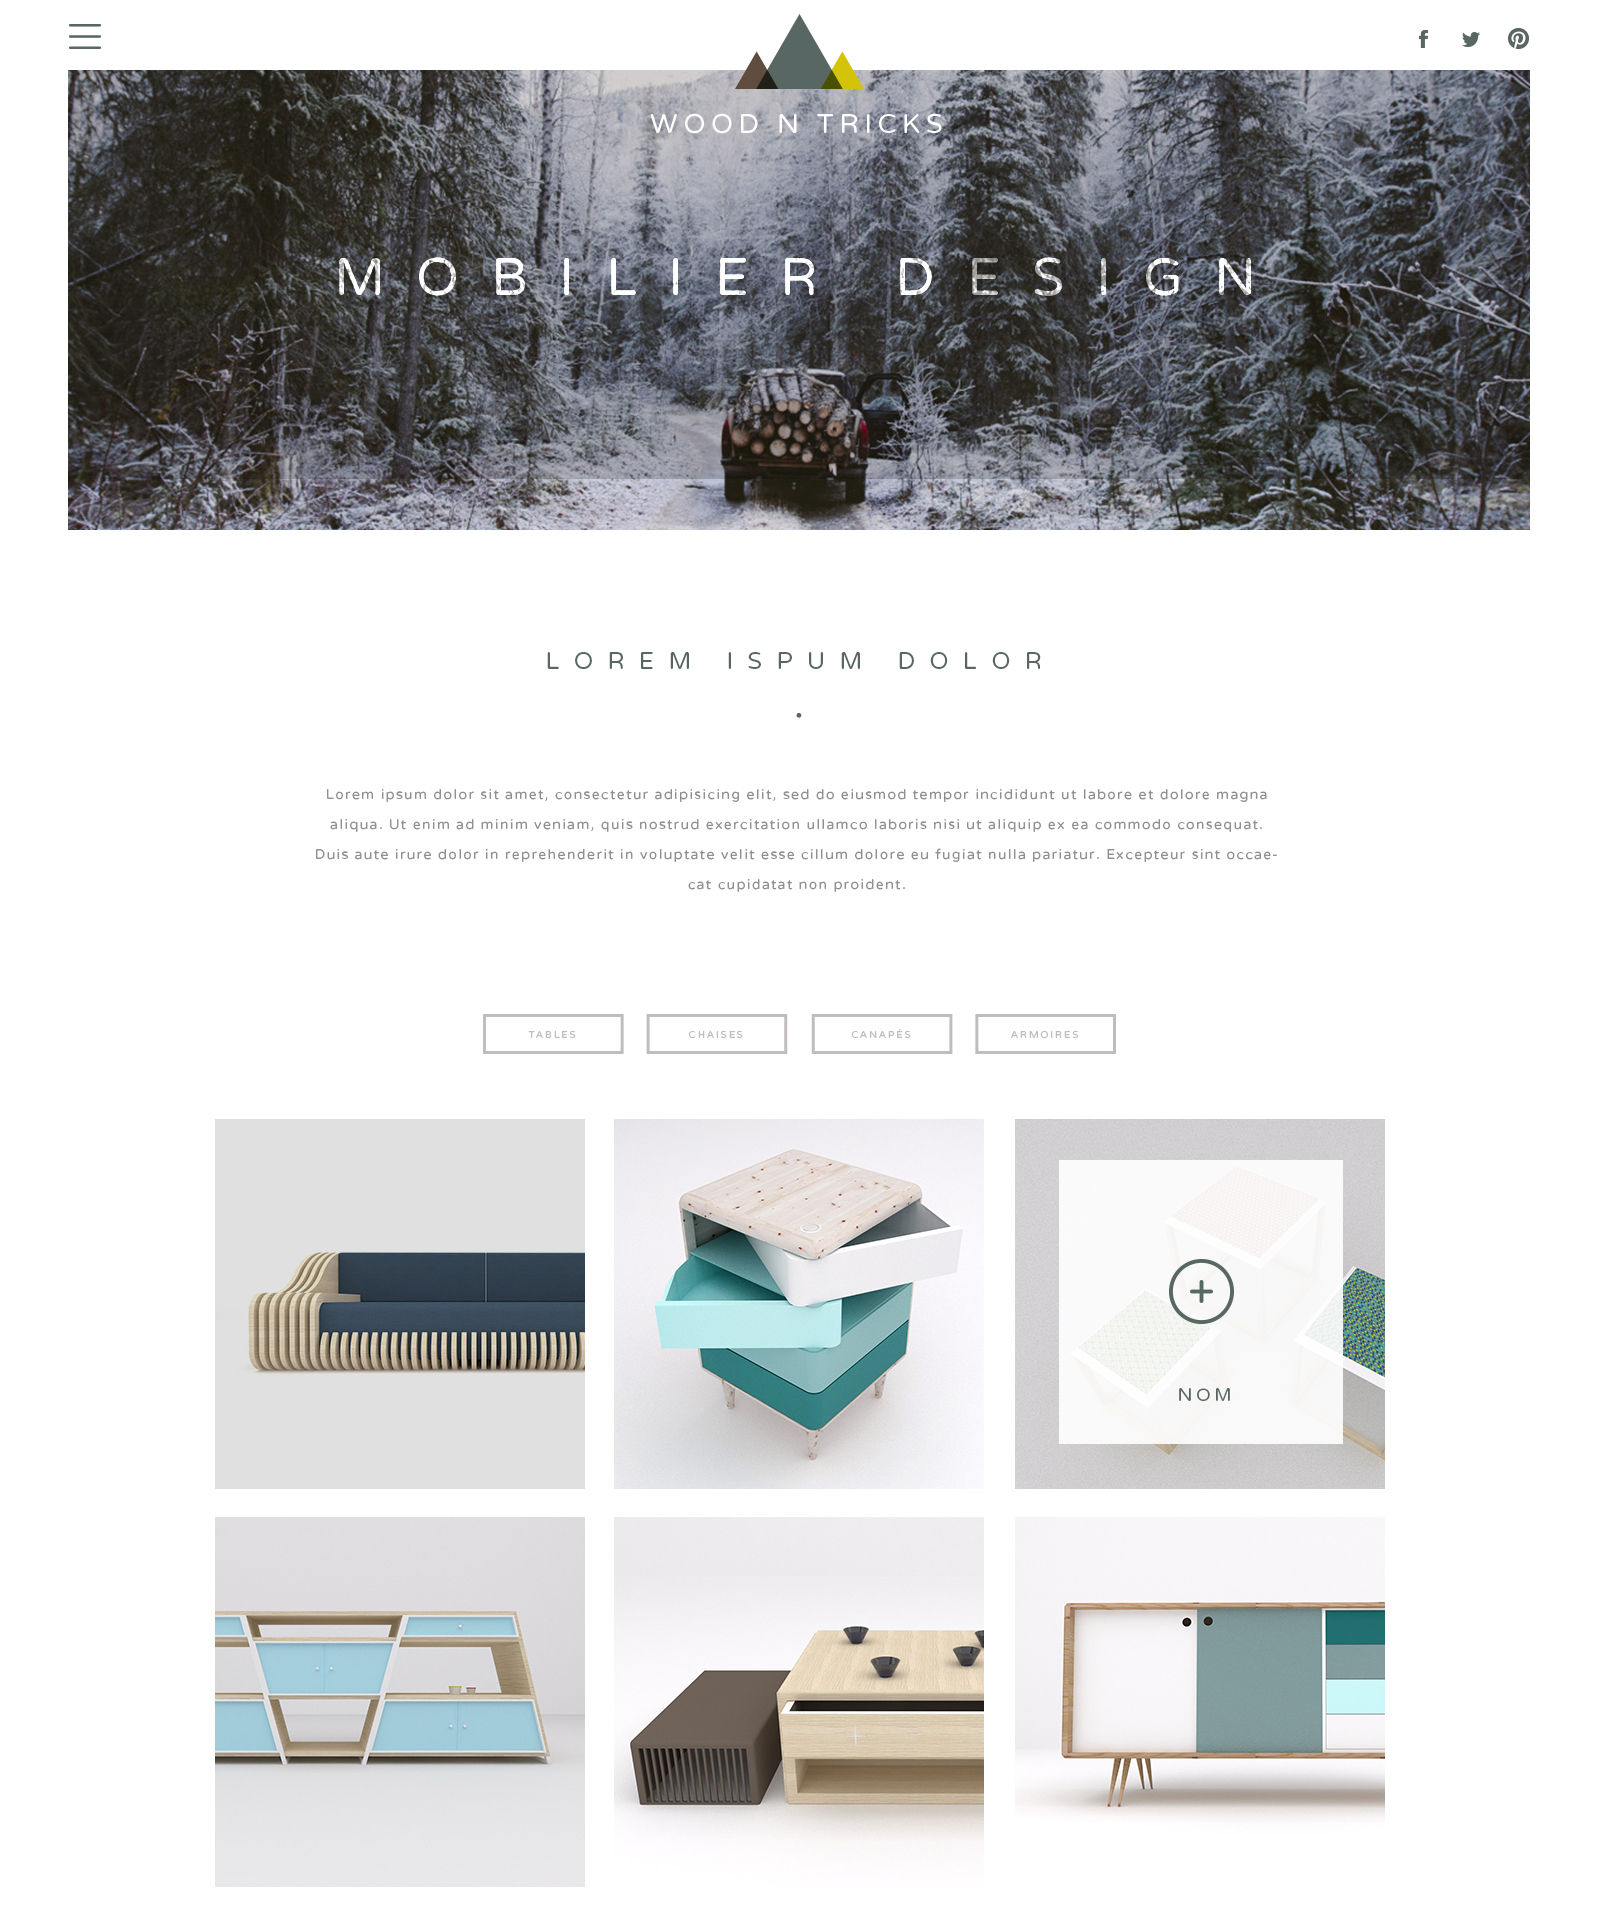 WOOD N TRICKS
MOBILIER DESIGN
LOREM ISPUM DOLOR
Lorem ipsum dolor sit amet, consectetur adipisicing elit, sed do eiusmod tempor incididunt ut labore et dolore magna
aliqua. Ut enim ad minim veniam, quis nostrud exercitation ullamco laboris nisi ut aliquip ex ea commodo consequat.
Duis aute irure dolor in reprehenderit in voluptate velit esse cillum dolore eu fugiat nulla pariatur. Excepteur sint occae-
cat cupidatat non proident.
TABLES
CHAISES
CANAPÉS
ARMOIRES
NOM